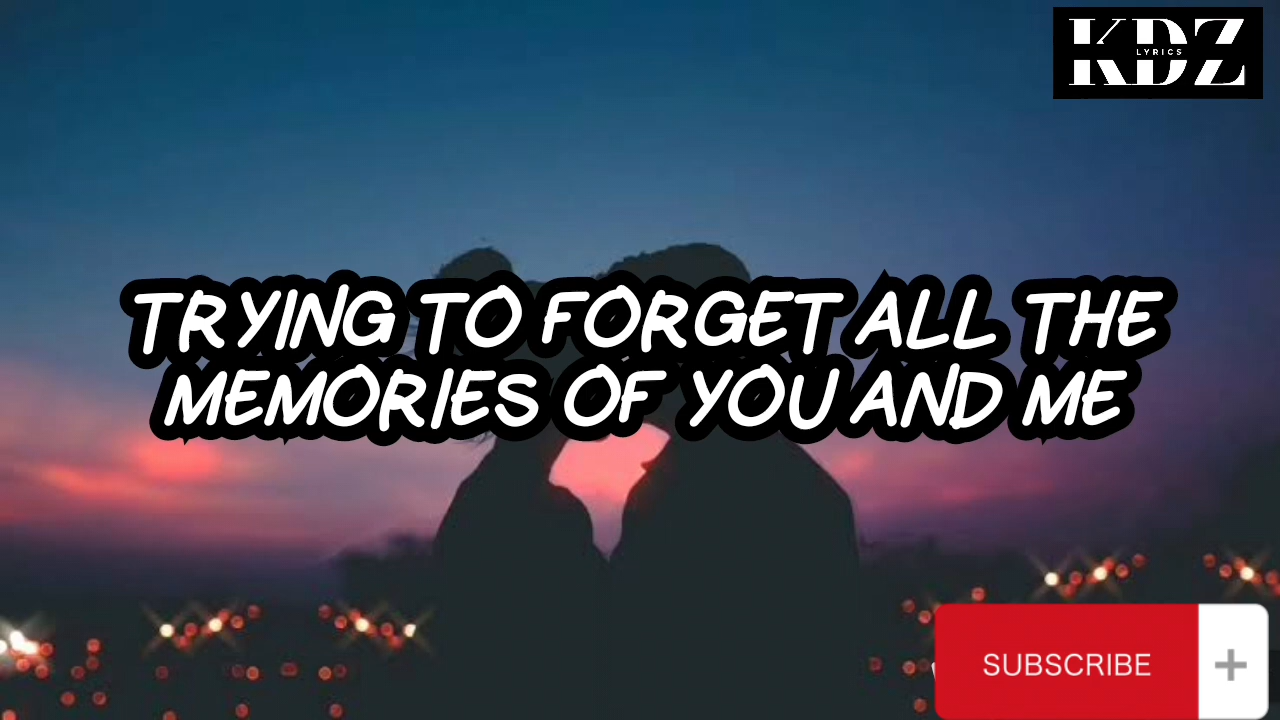 KDZ
LYRICS
TRYING TO FORGET ALL THE
MEMORIES OF YOU AND ME
SUBSCRIBE +